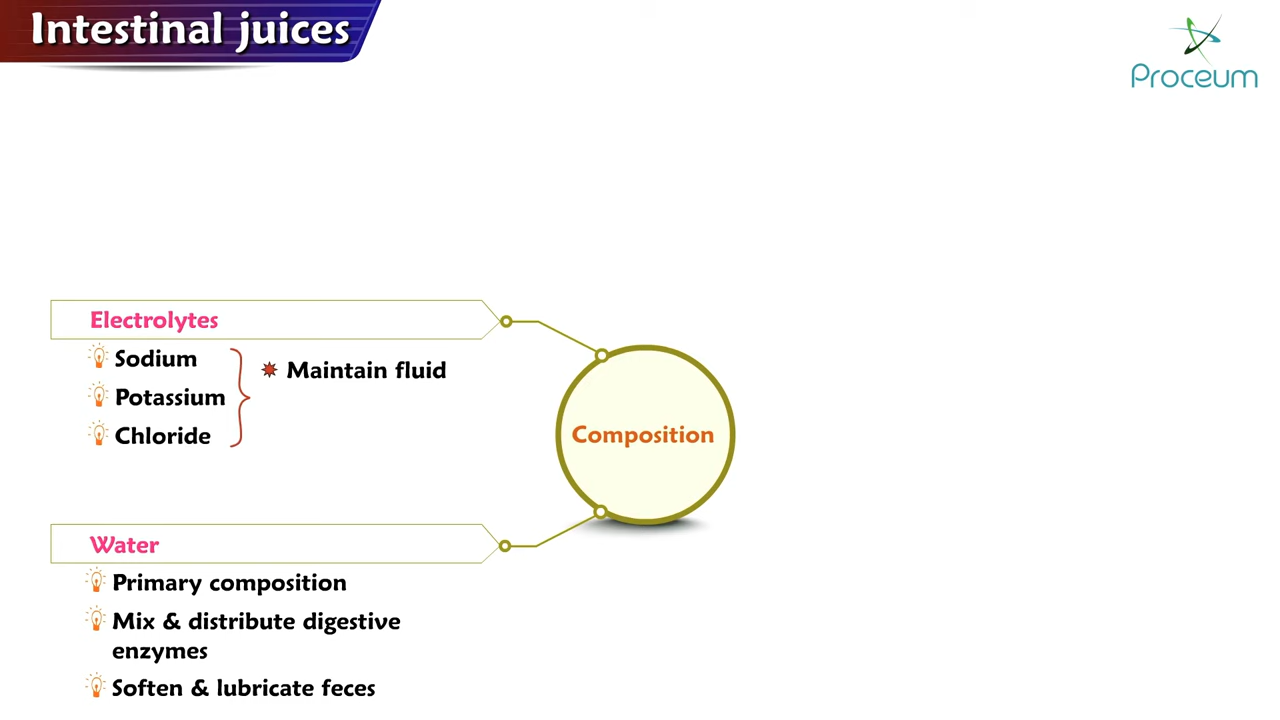 Intestinal juices
Proceum
Electrolytes
Sodium
Potassium
Chloride
Maintain fluid
Composition
Water
Primary composition
Mix & distribute digestive
enzymes
Soften & lubricate feces